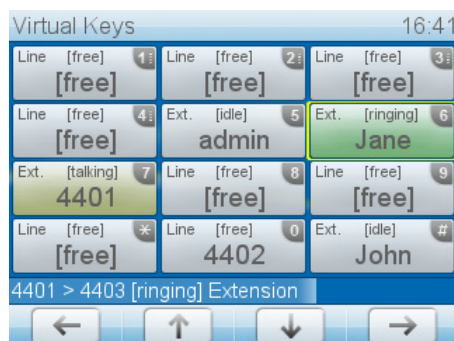 Virtual Keys 16:41
Line [free] 1 Line [free] 2 Line [free] 3
[free] [free] [free]
Line [free] 4 Ext. [idle] 5 Ext. [ringing] 6
[free] admin Jane
Ext. [talking] 7 Line [free] 8 Line [free] 9
4401 [free] [free]
Line [free] * Line [free] 0 Ext. [idle] #
[free] 4402 John
4401 > 4403 [ringing] Extension